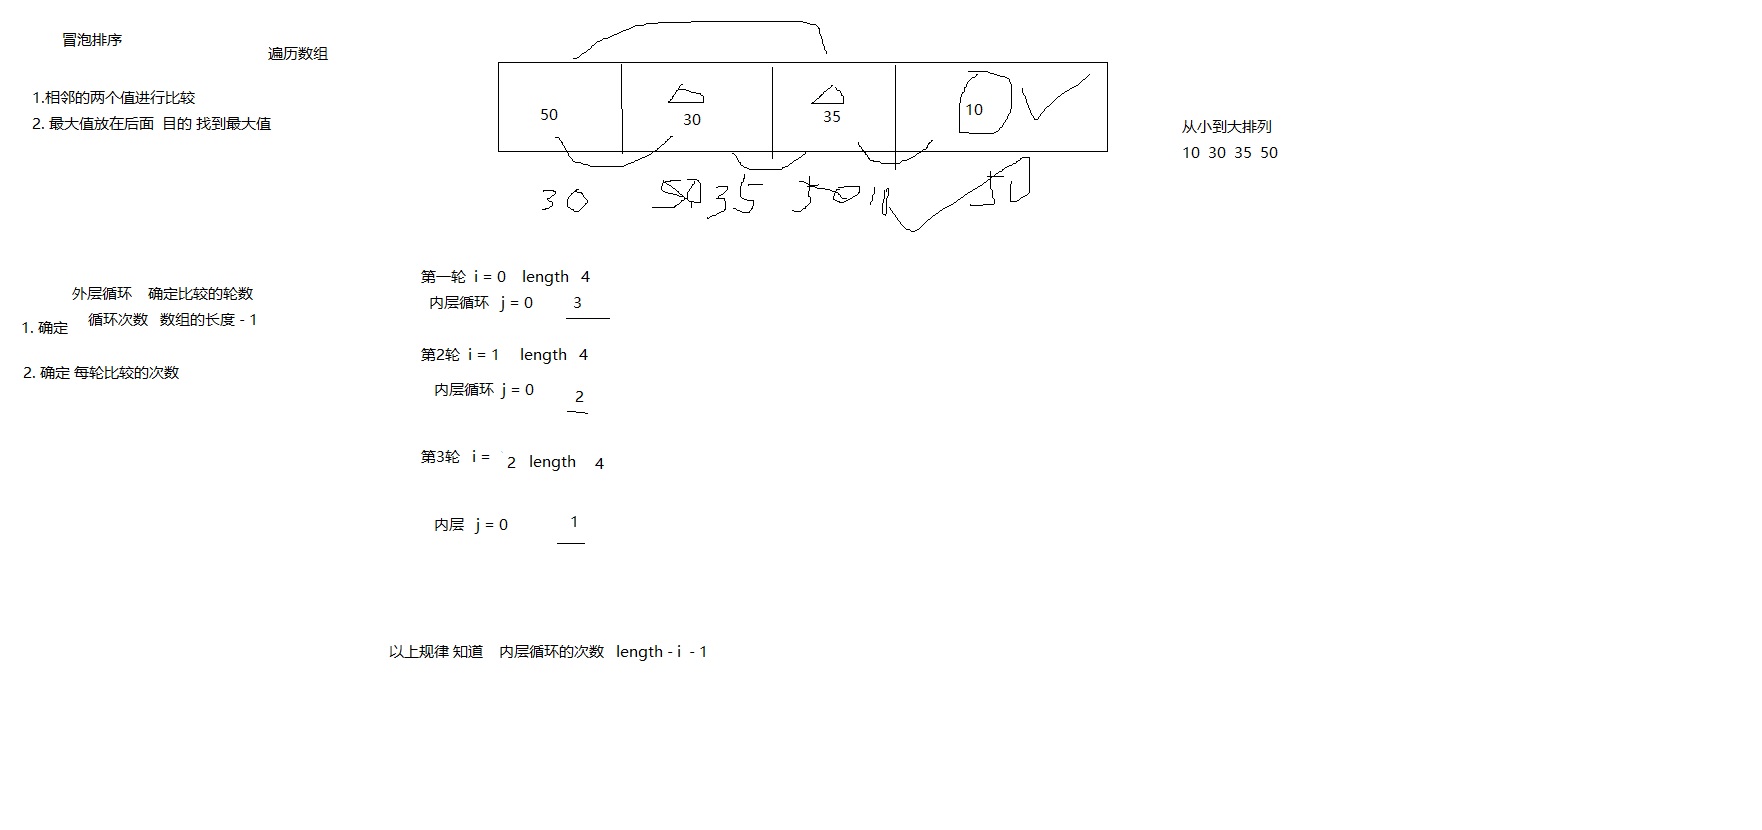 冒泡排序
遍历数组
1.相邻的两个值进行比较
2. 最大值放在后面 目的 找到最大值
50 30 35 10
30 50 35 50 10 50
从小到大排列
10 30 35 50
外层循环 确定比较的轮数
1. 确定 循环次数 数组的长度 - 1
2. 确定 每轮比较的次数
第一轮 i = 0 length 4
内层循环 j = 0 3
第2轮 i = 1 length 4
内层循环 j = 0 2
第3轮 i = 2 length 4
内层 j = 0 1
以上规律 知道 内层循环的次数 length - i - 1